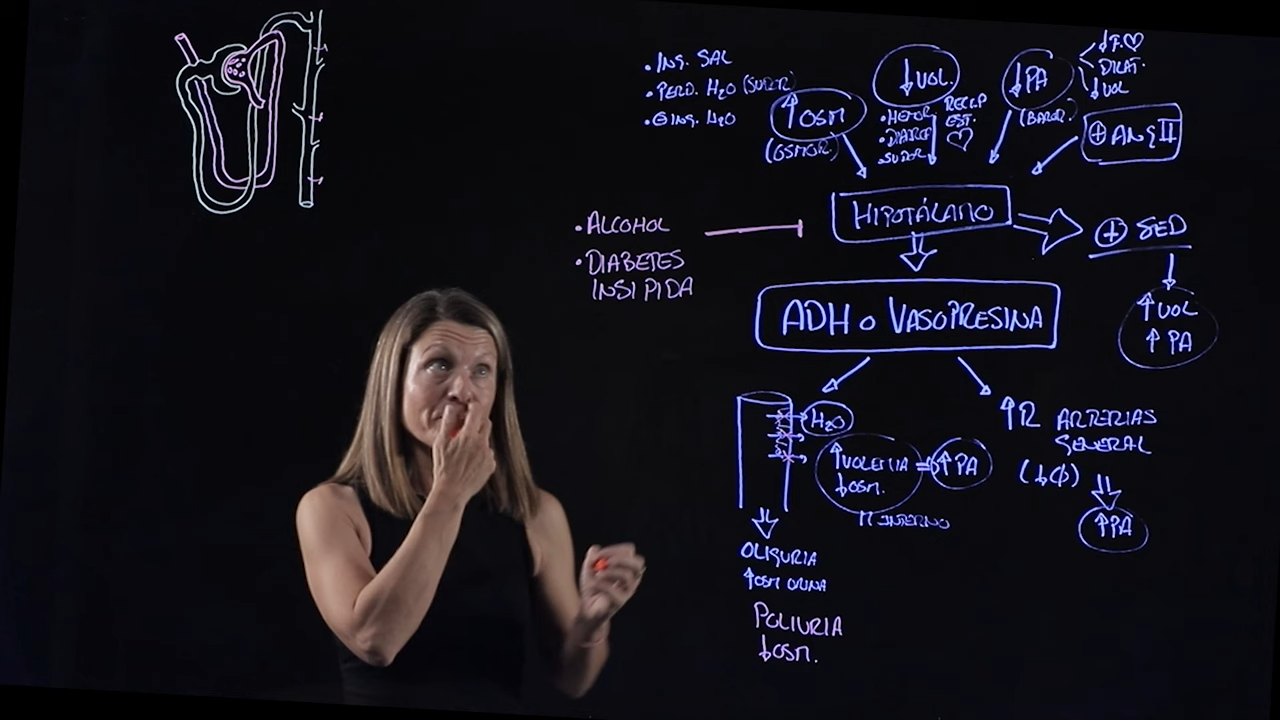 • ING. SAL
• PERD. H2O (SUDOR)
• ⊖ ING. H2O
↑ OSM
(OSMOR.)
↓ VOL.
• HEMOR
• DIARREA
• SUDOR
RECEP
EST.
♡
↓ PA
(BAROR.)
↓ F.♡
DILAT.
↓ VOL
⊕ ANG II
HIPOTÁLAMO
⊕ SED
↑ VOL
↑ PA
• ALCOHOL
• DIABETES
INSIPIDA
ADH o VASOPRESINA
H2O
↑ VOLEMIA
↓ OSM.
⇒ ↑ PA
M INTERNO
↑ R ARTERIAS
GENERAL
(↓ ϕ)
↑ PA
OLIGURIA
↑ OSM ORINA
POLIURIA
↓ OSM.